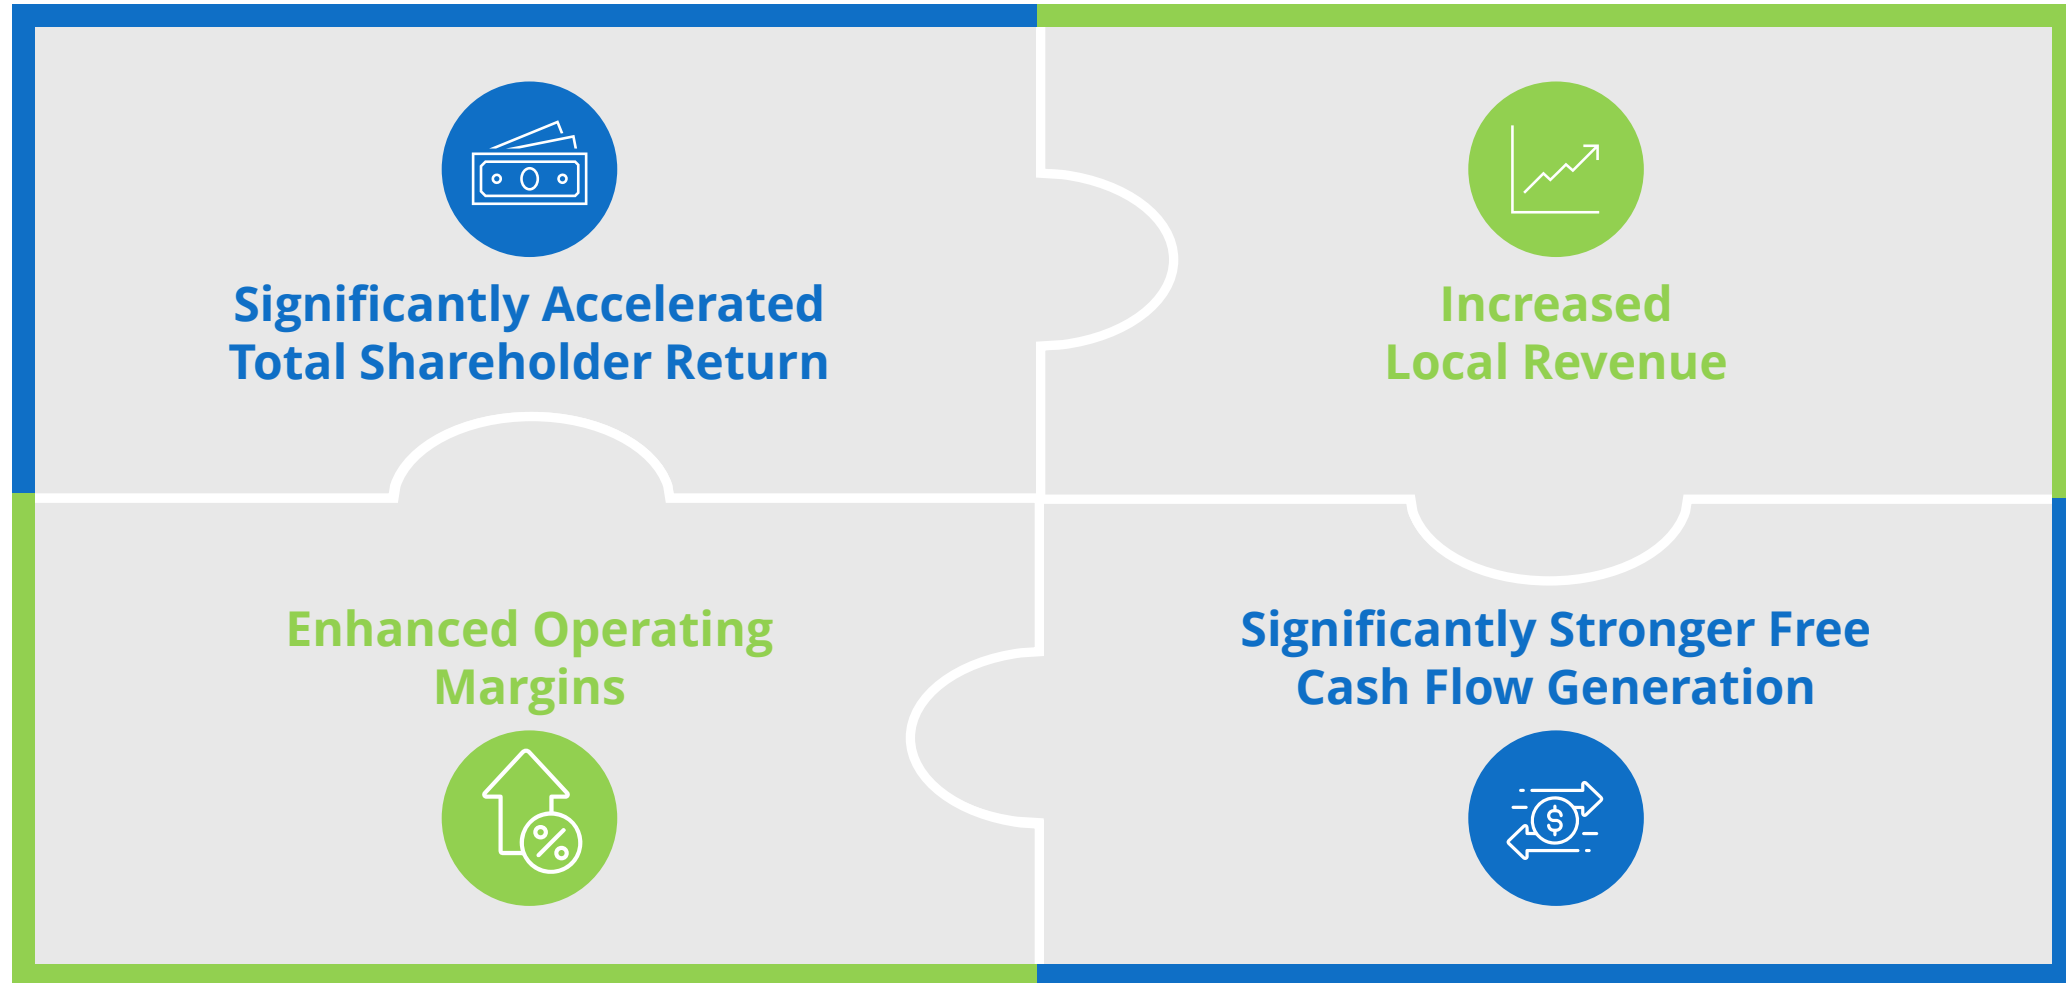 Significantly Accelerated
Total Shareholder Return
Increased
Local Revenue
Enhanced Operating
Margins
Significantly Stronger Free
Cash Flow Generation